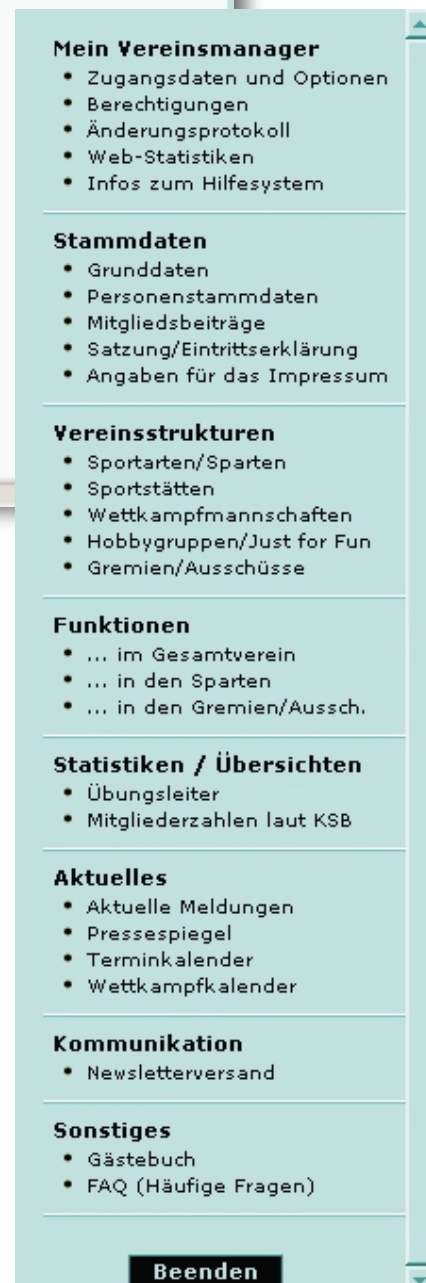 Mein Vereinsmanager
• Zugangsdaten und Optionen
• Berechtigungen
• Änderungsprotokoll
• Web-Statistiken
• Infos zum Hilfesystem
Stammdaten
• Grunddaten
• Personenstammdaten
• Mitgliedsbeiträge
• Satzung/Eintrittserklärung
• Angaben für das Impressum
Vereinsstrukturen
• Sportarten/Sparten
• Sportstätten
• Wettkampfmannschaften
• Hobbygruppen/Just for Fun
• Gremien/Ausschüsse
Funktionen
• ... im Gesamtverein
• ... in den Sparten
• ... in den Gremien/Aussch.
Statistiken / Übersichten
• Übungsleiter
• Mitgliederzahlen laut KSB
Aktuelles
• Aktuelle Meldungen
• Pressespiegel
• Terminkalender
• Wettkampfkalender
Kommunikation
• Newsletterversand
Sonstiges
• Gästebuch
• FAQ (Häufige Fragen)
Beenden